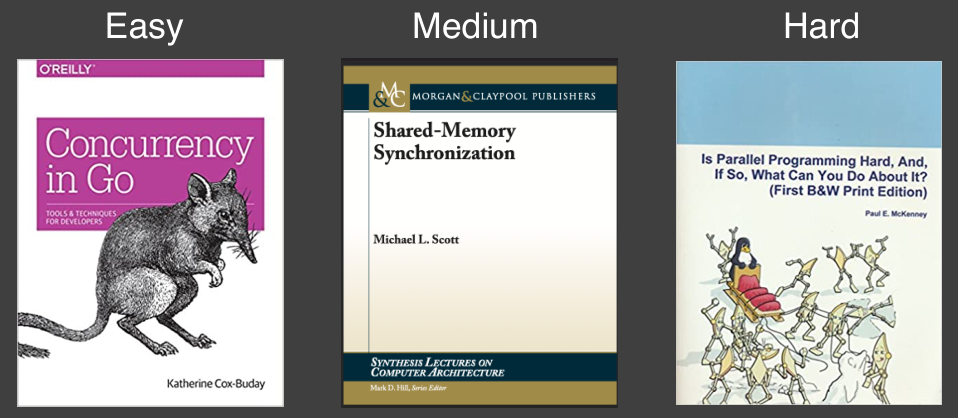 Easy
Medium
Hard
O'REILLY™
Concurrency
in Go
TOOLS & TECHNIQUES
FOR DEVELOPERS
Katherine Cox-Buday
M&C
MORGAN&CLAYPOOL PUBLISHERS
Shared-Memory
Synchronization
Michael L. Scott
SYNTHESIS LECTURES ON
COMPUTER ARCHITECTURE
Mark D. Hill, Series Editor
Is Parallel Programming Hard, And,
If So, What Can You Do About It?
(First B&W Print Edition)
Paul E. McKenney